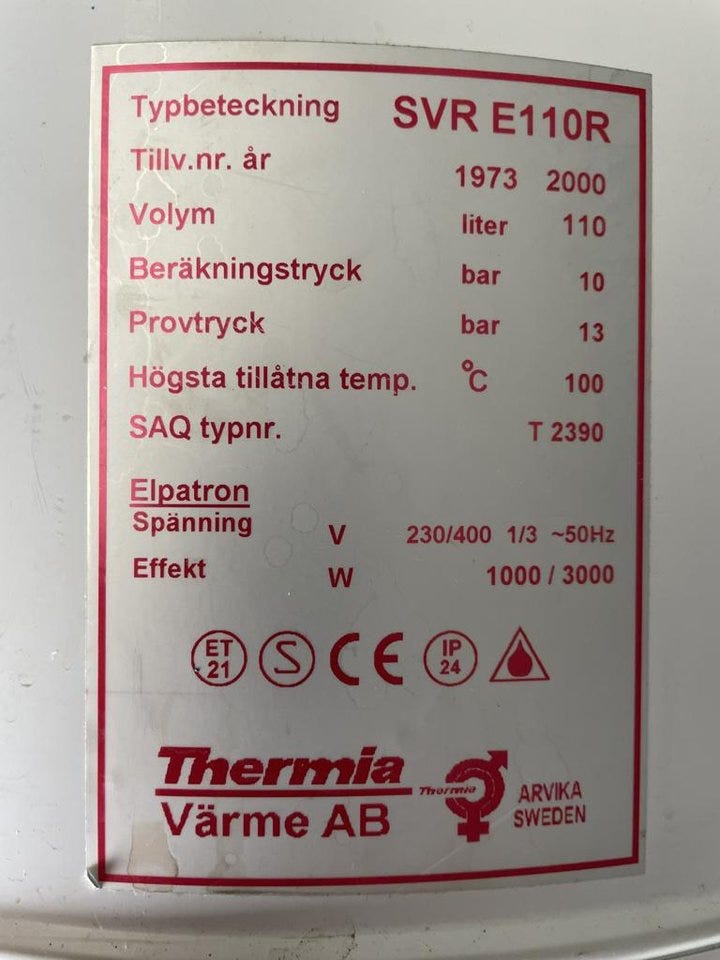 Typbeteckning SVR E110R
Tillv.nr. år 1973 2000
Volym liter 110
Beräkningstryck bar 10
Provtryck bar 13
Högsta tillåtna temp. °C 100
SAQ typnr. T 2390
Elpatron
Spänning V 230/400 1/3 ~50Hz
Effekt W 1000 / 3000
ET 21 S CE IP 24
Thermia
Värme AB
Thermia
ARVIKA
SWEDEN